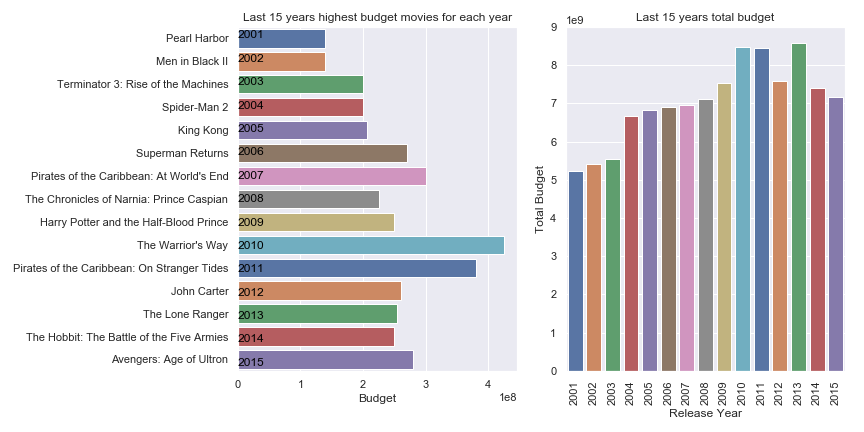 Last 15 years highest budget movies for each year
Pearl Harbor 2001
Men in Black II 2002
Terminator 3: Rise of the Machines 2003
Spider-Man 2 2004
King Kong 2005
Superman Returns 2006
Pirates of the Caribbean: At World's End 2007
The Chronicles of Narnia: Prince Caspian 2008
Harry Potter and the Half-Blood Prince 2009
The Warrior's Way 2010
Pirates of the Caribbean: On Stranger Tides 2011
John Carter 2012
The Lone Ranger 2013
The Hobbit: The Battle of the Five Armies 2014
Avengers: Age of Ultron 2015
0 1 2 3 4
Budget
1e8
Last 15 years total budget
1e9
9
8
7
6
5
4
3
2
1
0
Total Budget
2001 2002 2003 2004 2005 2006 2007 2008 2009 2010 2011 2012 2013 2014 2015
Release Year